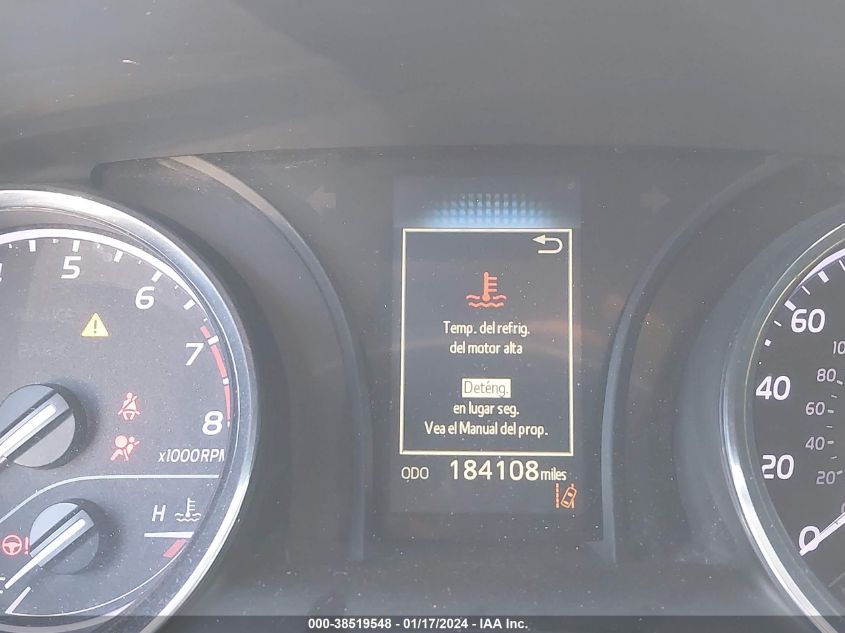 5
6
7
8
x1000RPM
H
Temp. del refrig.
del motor alta
Deténg.
en lugar seg.
Vea el Manual del prop.
ODO 184108 miles
60
40
20
0
80
60
40
20
000-38519548 - 01/17/2024 - IAA Inc.